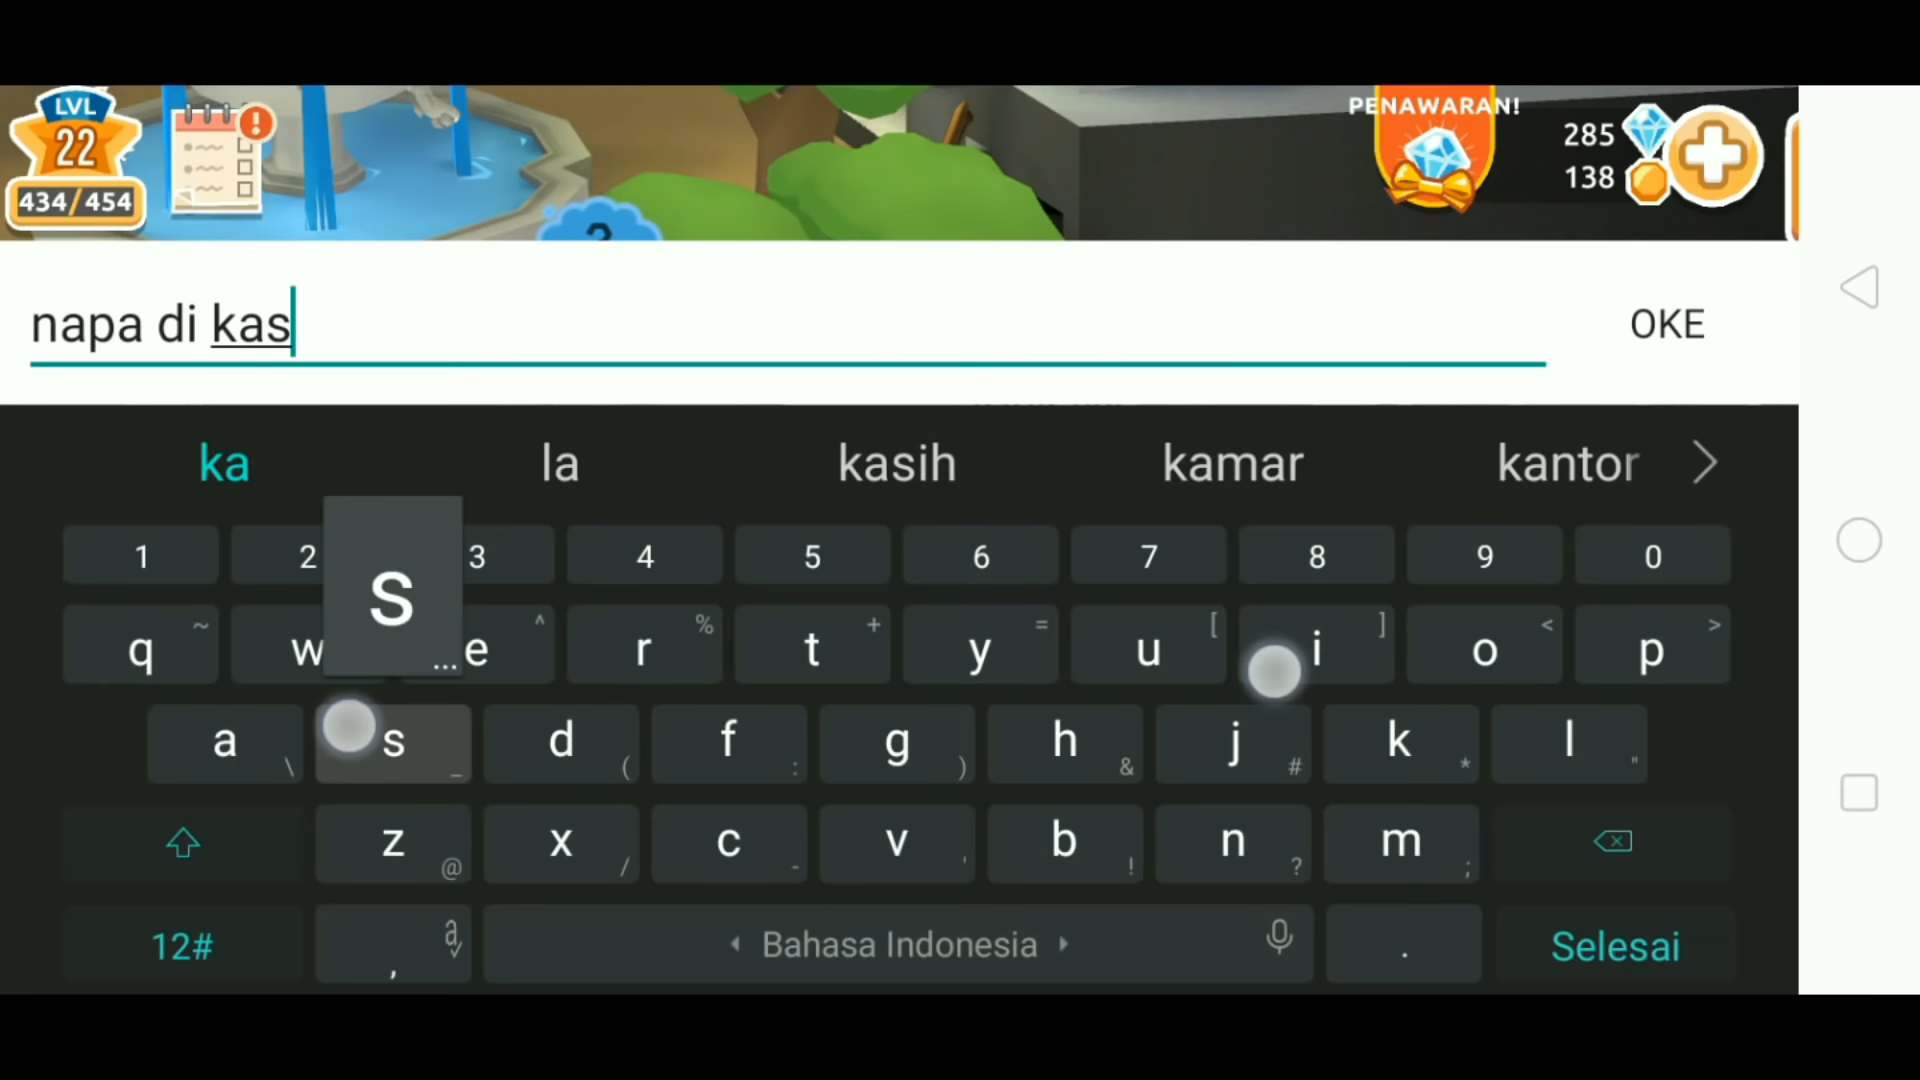 LVL
22
434/454
!
?
PENAWARAN!
285
138
napa di kas
OKE
ka la kasih kamar kantor
1 2 3 4 5 6 7 8 9 0
s
...
q ~ w e ^ r % t + y = u [ i ] o < p >
a \ s _ d ( f : g ) h & j # k * l "
z @ x / c - v ' b ! n ? m ;
12# , a Bahasa Indonesia . Selesai